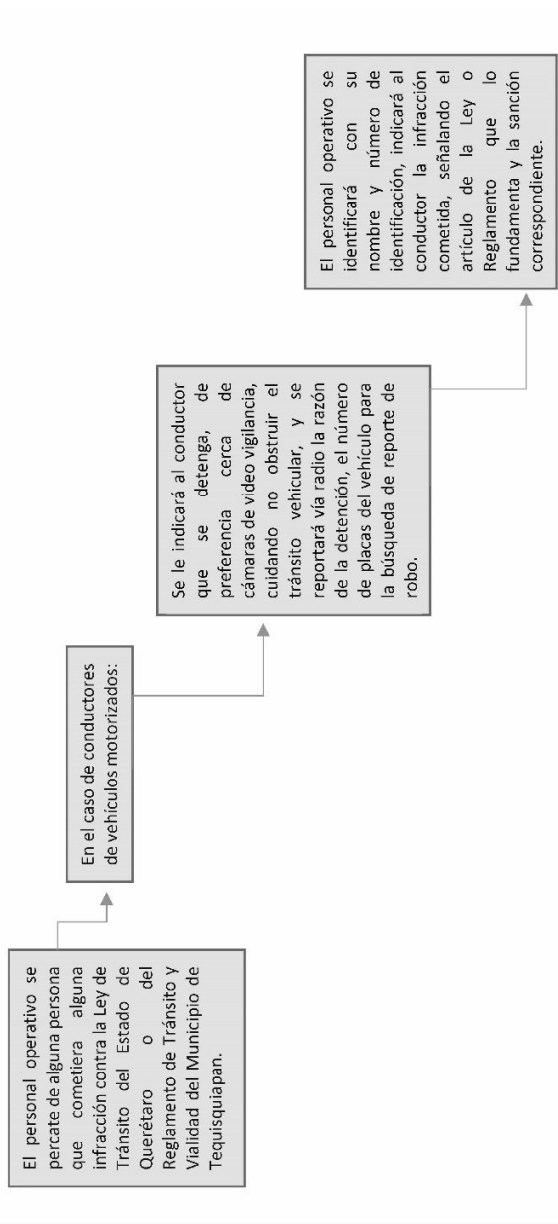 El personal operativo se
percate de alguna persona
que cometiera alguna
infracción contra la Ley de
Tránsito del Estado de
Querétaro o del
Reglamento de Tránsito y
Vialidad del Municipio de
Tequisquiapan.
En el caso de conductores
de vehículos motorizados:
Se le indicará al conductor
que se detenga, de
preferencia cerca de
cámaras de video vigilancia,
cuidando no obstruir el
tránsito vehicular, y se
reportará vía radio la razón
de la detención, el número
de placas del vehículo para
la búsqueda de reporte de
robo.
El personal operativo se
identificará con su
nombre y número de
identificación, indicará al
conductor la infracción
cometida, señalando el
artículo de la Ley o
Reglamento que lo
fundamenta y la sanción
correspondiente.